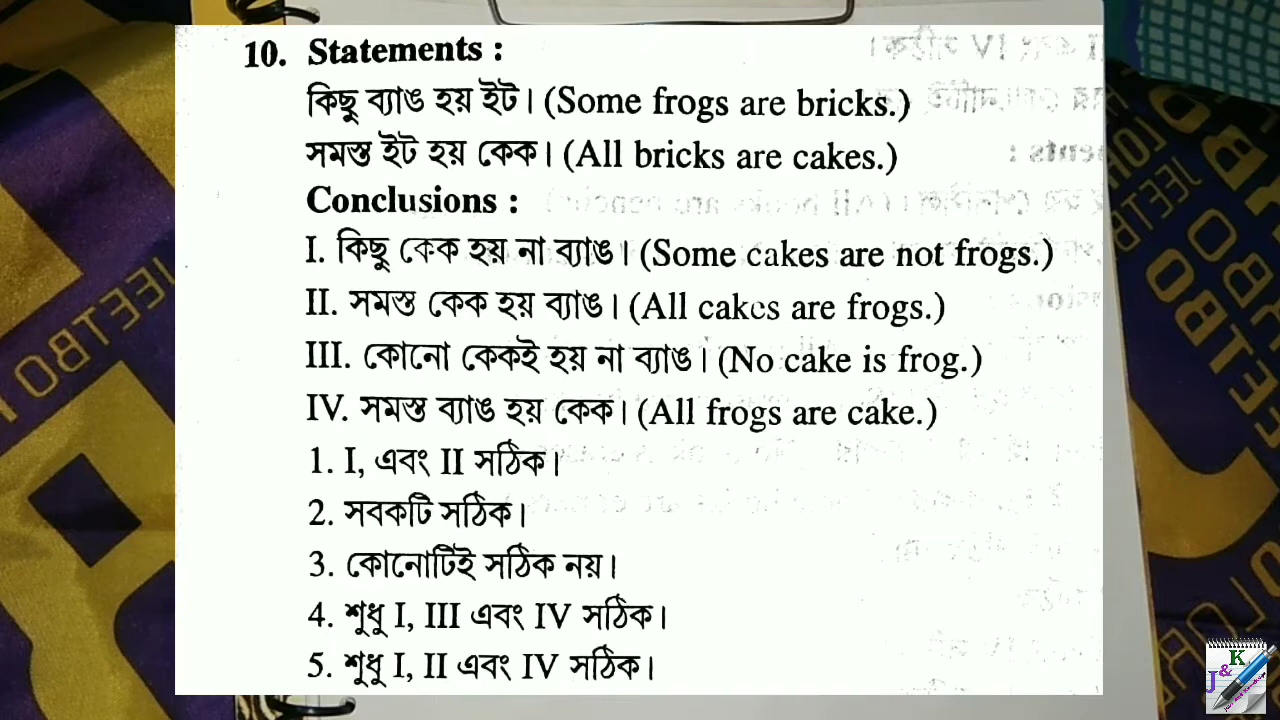 10. Statements :
কিছু ব্যাঙ হয় ইট। (Some frogs are bricks.)
সমস্ত ইট হয় কেক। (All bricks are cakes.)
Conclusions :
I. কিছু কেক হয় না ব্যাঙ। (Some cakes are not frogs.)
II. সমস্ত কেক হয় ব্যাঙ। (All cakes are frogs.)
III. কোনো কেকই হয় না ব্যাঙ। (No cake is frog.)
IV. সমস্ত ব্যাঙ হয় কেক। (All frogs are cake.)
1. I, এবং II সঠিক।
2. সবকটি সঠিক।
3. কোনোটিই সঠিক নয়।
4. শুধু I, III এবং IV সঠিক।
5. শুধু I, II এবং IV সঠিক।
J&K